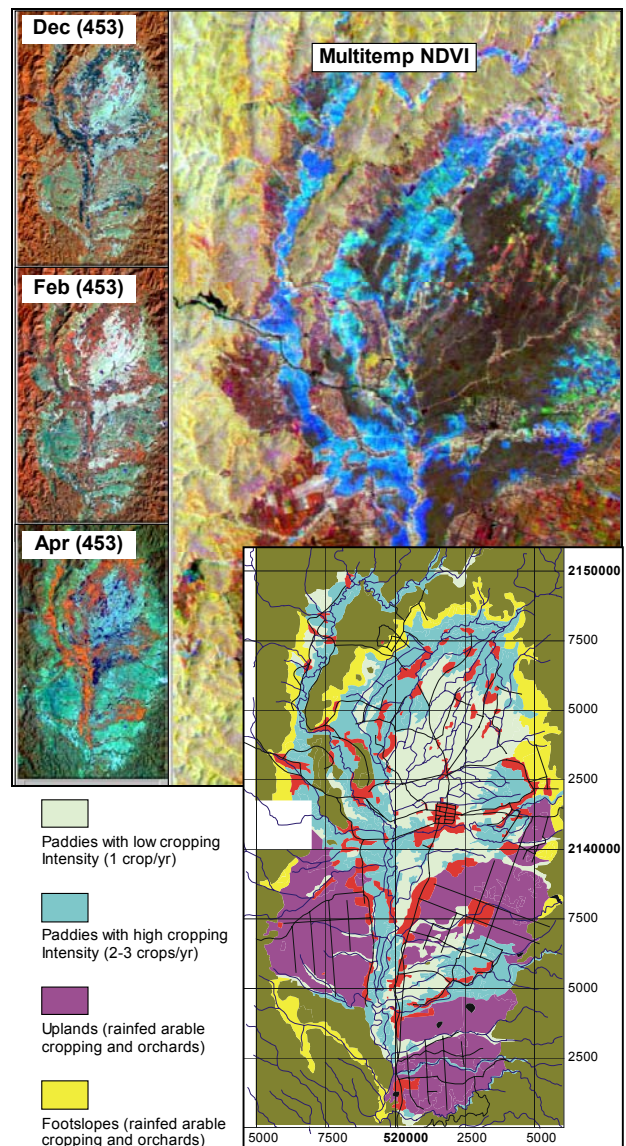 Dec (453)
Multitemp NDVI
Feb (453)
Apr (453)
2150000
7500
5000
2500
2140000
7500
5000
2500
Paddies with low cropping
Intensity (1 crop/yr)
Paddies with high cropping
Intensity (2-3 crops/yr)
Uplands (rainfed arable
cropping and orchards)
Footslopes (rainfed arable
cropping and orchards)
5000 7500 520000 2500 5000